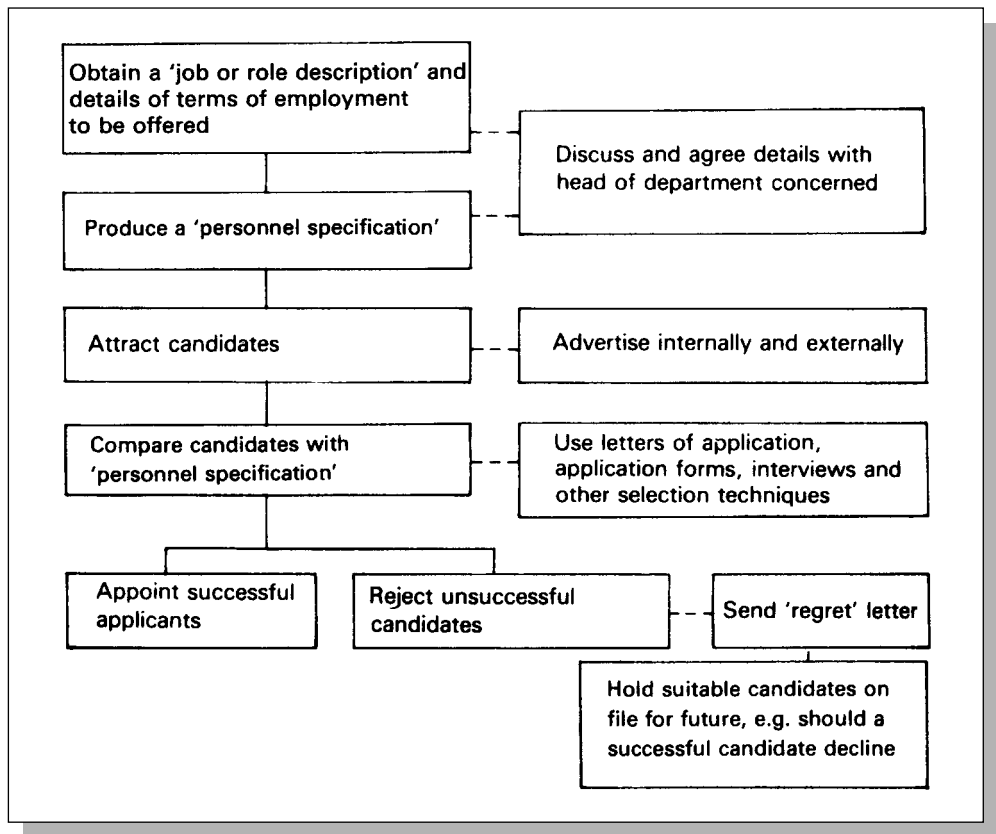 Obtain a ‘job or role description’ and
details of terms of employment
to be offered
Discuss and agree details with
head of department concerned
Produce a ‘personnel specification’
Attract candidates
Advertise internally and externally
Compare candidates with
‘personnel specification’
Use letters of application,
application forms, interviews and
other selection techniques
Appoint successful
applicants
Reject unsuccessful
candidates
Send ‘regret’ letter
Hold suitable candidates on
file for future, e.g. should a
successful candidate decline